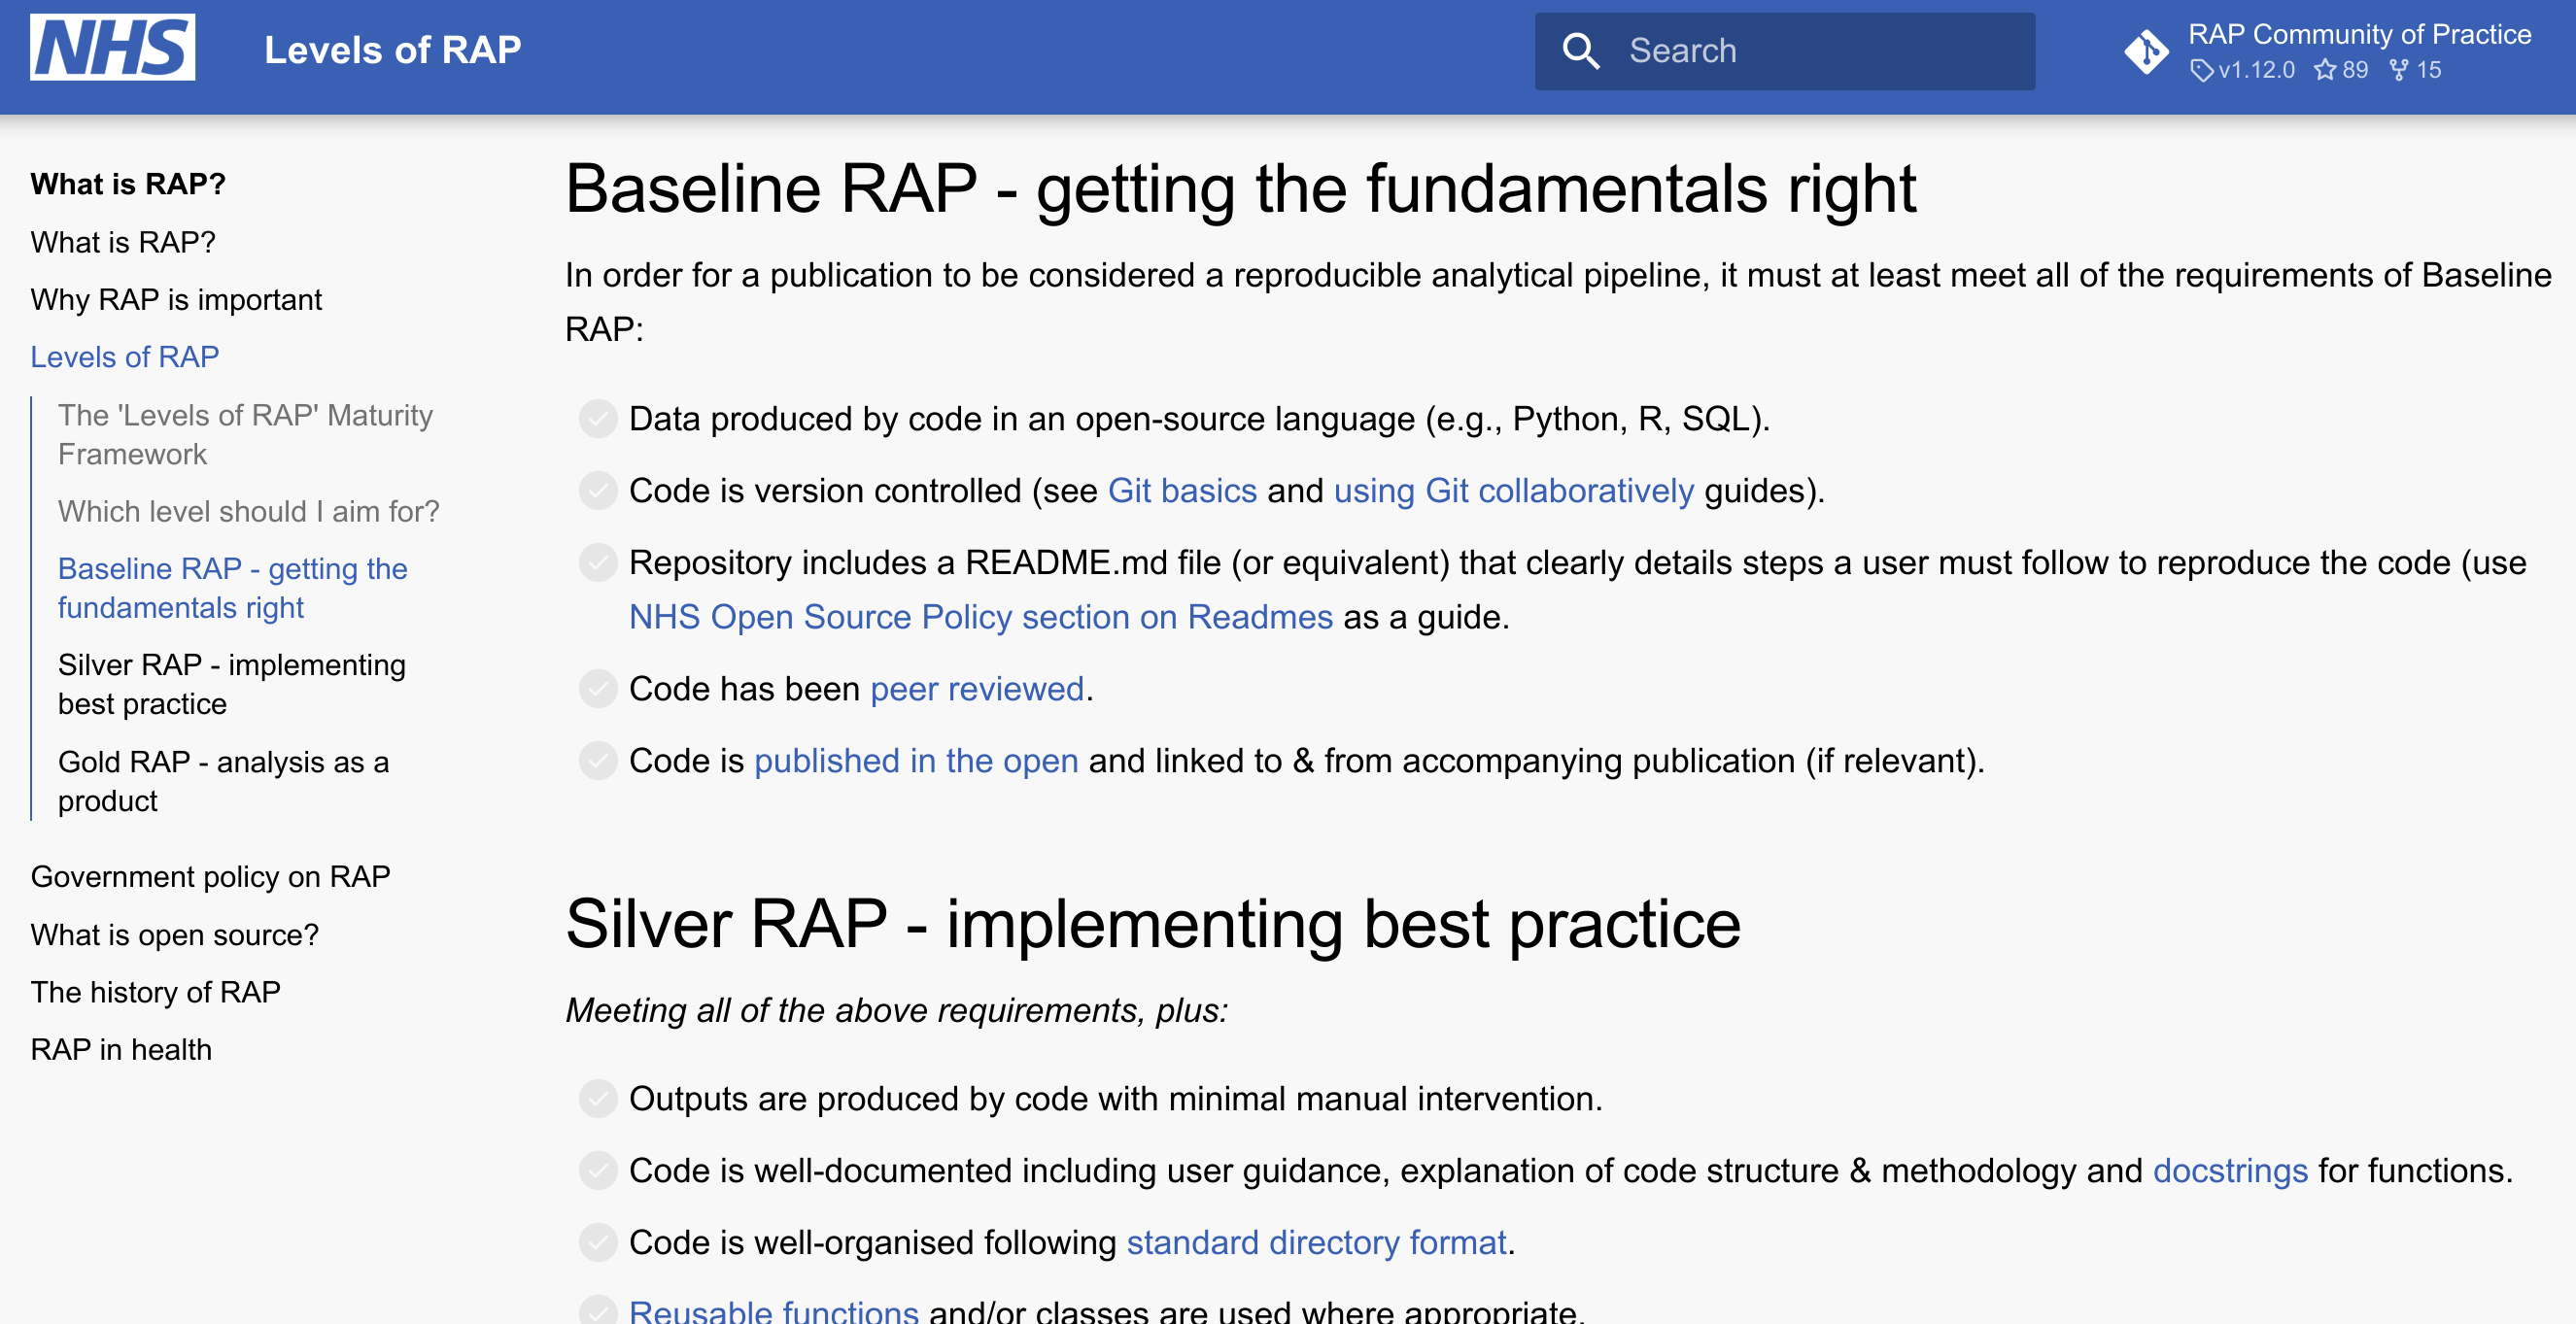 NHS
Levels of RAP
Search
RAP Community of Practice
v1.12.0 89 15
What is RAP?
What is RAP?
Why RAP is important
Levels of RAP
The 'Levels of RAP' Maturity
Framework
Which level should I aim for?
Baseline RAP - getting the
fundamentals right
Silver RAP - implementing
best practice
Gold RAP - analysis as a
product
Government policy on RAP
What is open source?
The history of RAP
RAP in health
Baseline RAP - getting the fundamentals right
In order for a publication to be considered a reproducible analytical pipeline, it must at least meet all of the requirements of Baseline
RAP:
Data produced by code in an open-source language (e.g., Python, R, SQL).
Code is version controlled (see Git basics and using Git collaboratively guides).
Repository includes a README.md file (or equivalent) that clearly details steps a user must follow to reproduce the code (use
NHS Open Source Policy section on Readmes as a guide.
Code has been peer reviewed.
Code is published in the open and linked to & from accompanying publication (if relevant).
Silver RAP - implementing best practice
Meeting all of the above requirements, plus:
Outputs are produced by code with minimal manual intervention.
Code is well-documented including user guidance, explanation of code structure & methodology and docstrings for functions.
Code is well-organised following standard directory format.
Reusable functions and/or classes are used where appropriate.